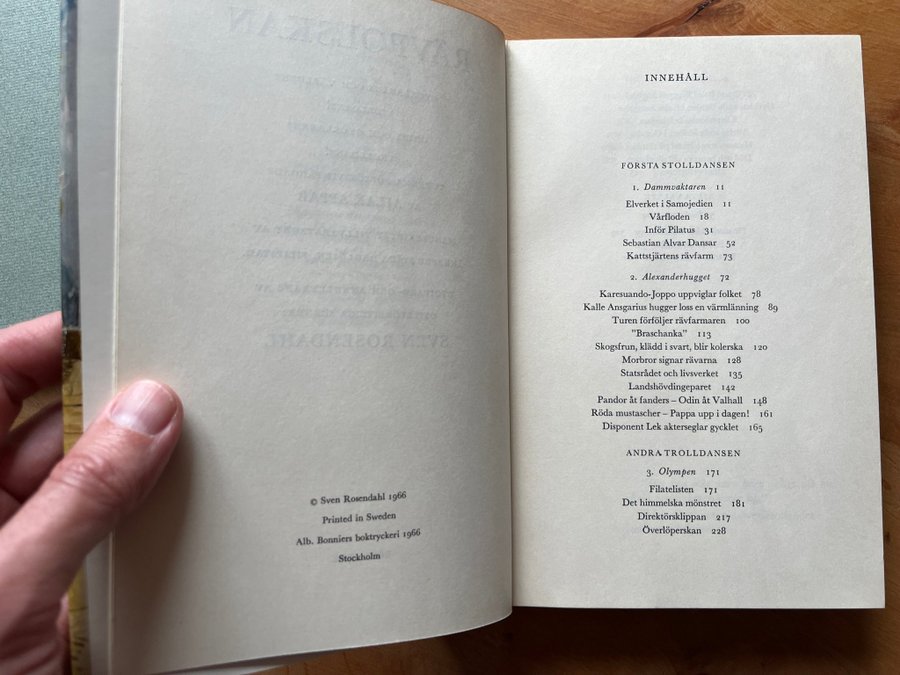 © Sven Rosendahl 1966
Printed in Sweden
Alb. Bonniers boktryckeri 1966
Stockholm
INNEHÅLL
FÖRSTA STOLLDANSEN
1. Dammvaktaren 11
Elverket i Samojedien 11
Vårfloden 18
Inför Pilatus 31
Sebastian Alvar Dansar 52
Kattstjärtens rävfarm 73
2. Alexanderhugget 72
Karesuando-Joppo uppviglar folket 78
Kalle Ansgarius hugger loss en värmlänning 89
Turen förföljer rävfarmaren 100
"Braschanka" 113
Skogsfrun, klädd i svart, blir kolerska 120
Morbror signar rävarna 128
Statsrådet och livsverket 135
Landshövdingeparet 142
Pandor åt fanders – Odin åt Valhall 148
Röda mustascher – Pappa upp i dagen! 161
Disponent Lek akterseglar gycklet 165
ANDRA TROLLDANSEN
3. Olympen 171
Filatelisten 171
Det himmelska mönstret 181
Direktörsklippan 217
Överlöperskan 228